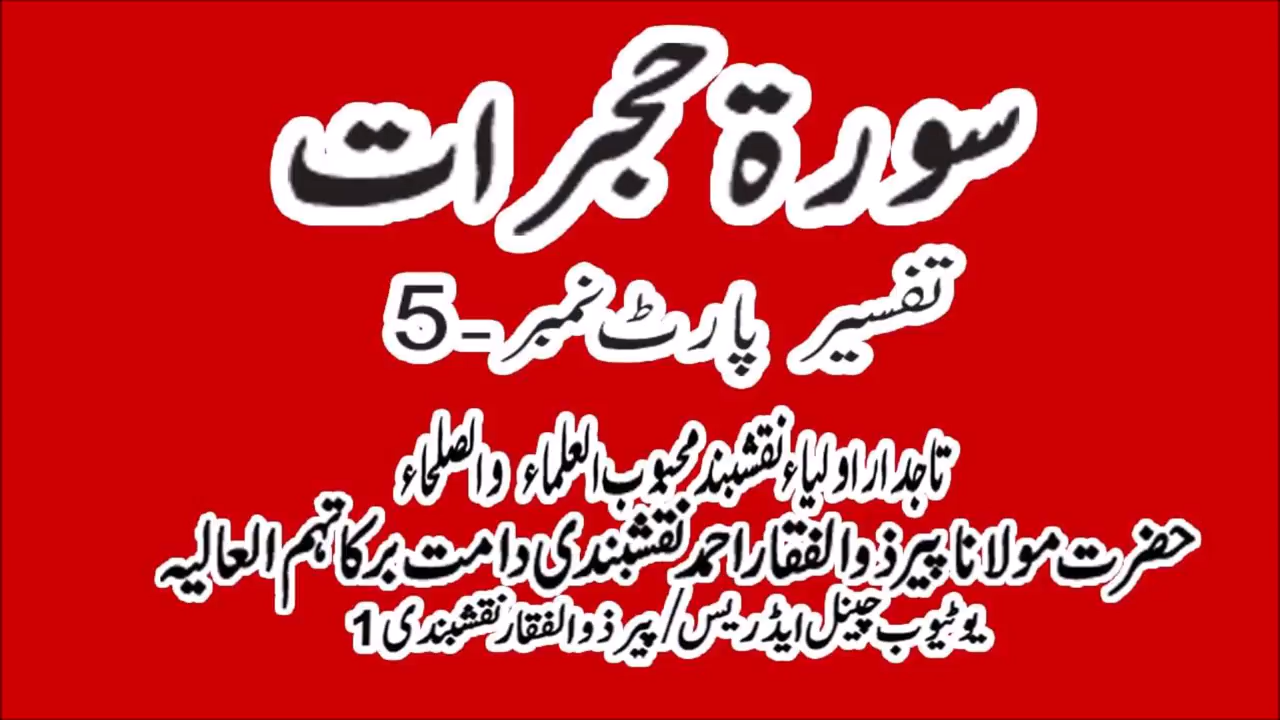 سورۃ حجرات
تفسیر پارٹ نمبر-5
تاجدار اولیاء نقشبند محبوب العلماء والصلحاء
حضرت مولانا پیر ذوالفقار احمد نقشبندی دامت برکاتہم العالیہ
یوٹیوب چینل ایڈریس/پیر ذوالفقار نقشبندی 1